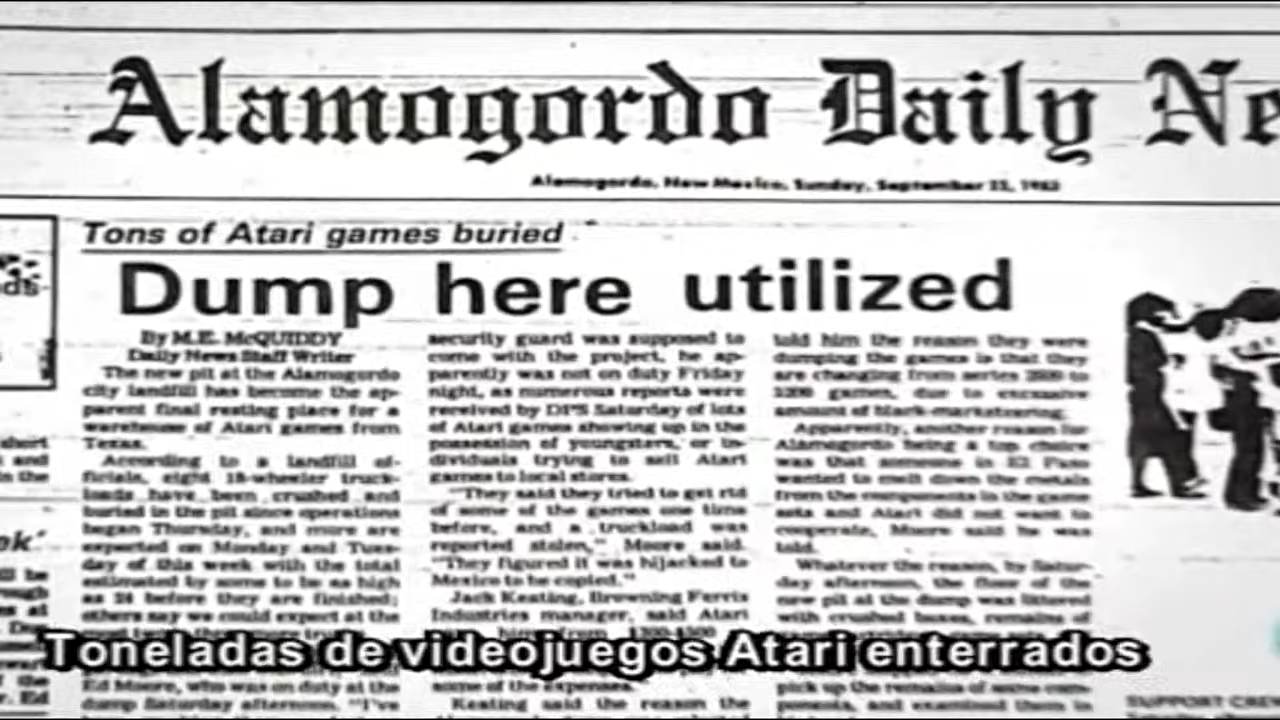 Alamogordo Daily Ne
Alamogordo, New Mexico, Sunday, September
Tons of Atari games buried
Dump here utilized
By M.E. McQUIDDY
Daily News Staff Writer
The new pit at the Alamogordo
city landfill has become the ap-
parent final resting place for a
warehouse of Atari games from
Texas.
According to a landfill of-
ficials, eight 18-wheeler truck-
loads have been crushed and
buried in the pit since operations
began Thursday, and more are
expected on Monday and Tues-
day of this week with the total
estimated by some to be as high
as before they are finished;
others say we could expect at the
Ed Moore, who was on duty at the
dump Saturday afternoon. "I've
security guard was supposed to
come with the project, he ap-
parently was not on duty Friday
night, as numerous reports were
received by DPS Saturday of lots
of Atari games showing up in the
possession of youngsters, or in-
dividuals trying to sell Atari
games to local stores.
"They said they tried to get rid
of some of the games one time
before, and a truckload was
reported stolen," Moore said.
"They figured it was hijacked to
Mexico to be copied."
Jack Keating, Browning Ferris
Industries manager, said Atari
some of the expenses.
Keating said the reason the
told him the reason they were
dumping the games is that they
are changing from series to
games, due to excessive
amount of black-marketeering.
Apparently, another reason for
Alamogordo being a top choice
was that someone in El Paso
wanted to melt down the metals
from the components in the game
sets and Atari did not want to
cooperate, Moore said he was
told.
Whatever the reason, by Satur-
day afternoon, the floor of the
new pit at the dump was littered
with crushed boxes, remains of
pick up the remains of some com-
ponents, and examined them in
short
and
in the
ok'
SUPPORT
Toneladas de videojuegos Atari enterrados